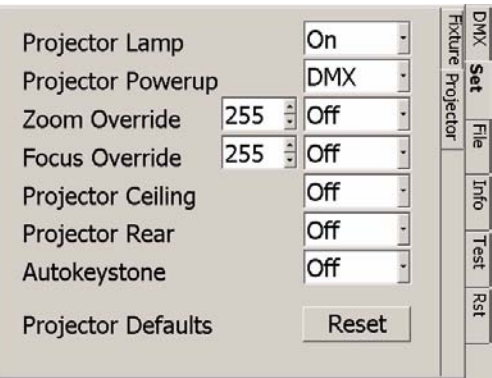 Projector Lamp On
Projector Powerup DMX
Zoom Override 255 Off
Focus Override 255 Off
Projector Ceiling Off
Projector Rear Off
Autokeystone Off
Projector Defaults Reset
Fixture Projector
DMX Set File Info Test Rst